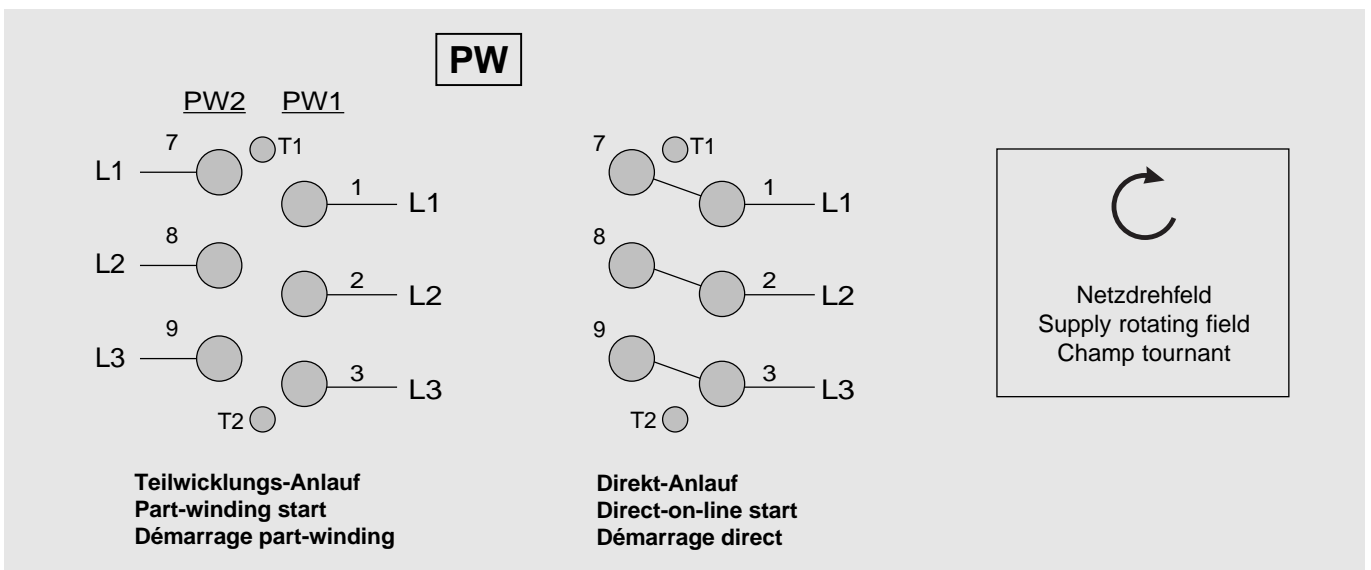 PW
PW2 PW1
7 T1
L1 1 L1
8
L2 2 L2
9
L3 3 L3
T2
Teilwicklungs-Anlauf
Part-winding start
Démarrage part-winding
7 T1
1 L1
8
2 L2
9
3 L3
T2
Direkt-Anlauf
Direct-on-line start
Démarrage direct
Netzdrehfeld
Supply rotating field
Champ tournant